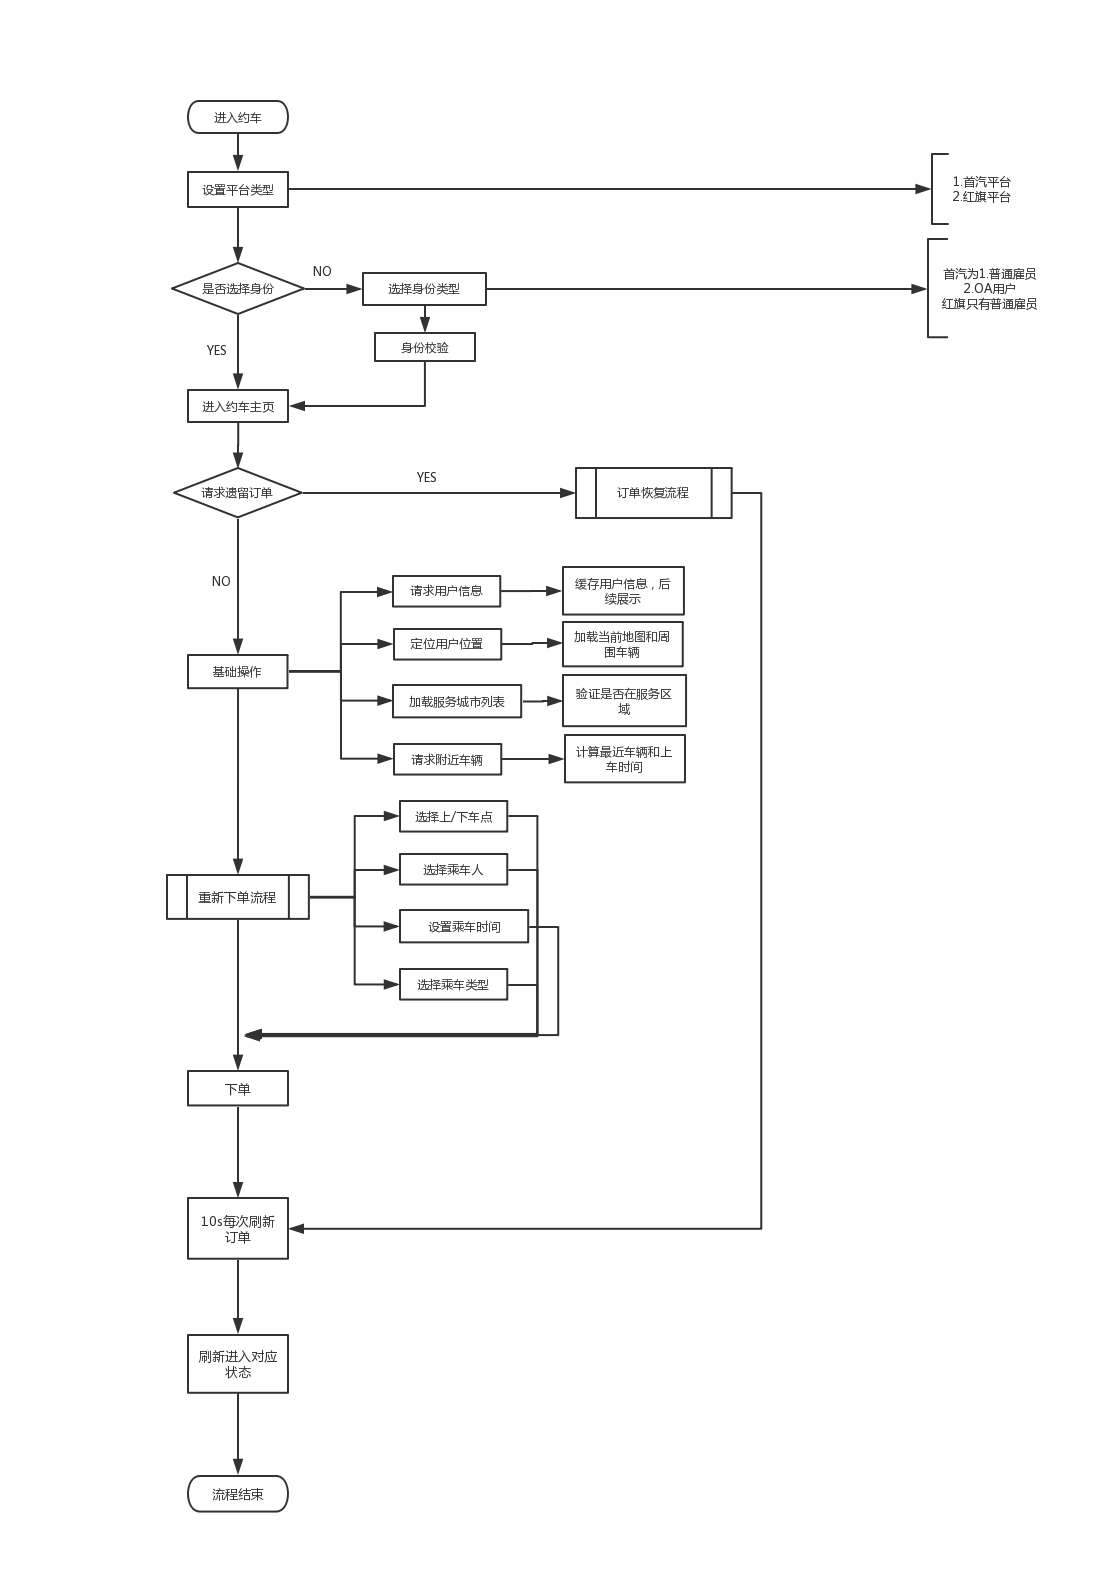 进入约车
设置平台类型
1.首汽平台
2.红旗平台
是否选择身份
NO
选择身份类型
首汽为1.普通雇员
2.OA用户
红旗只有普通雇员
YES
身份校验
进入约车主页
请求遗留订单
YES
订单恢复流程
NO
请求用户信息
缓存用户信息，后
续展示
定位用户位置
加载当前地图和周
围车辆
基础操作
加载服务城市列表
验证是否在服务区
域
请求附近车辆
计算最近车辆和上
车时间
选择上/下车点
选择乘车人
重新下单流程
设置乘车时间
选择乘车类型
下单
10s每次刷新
订单
刷新进入对应
状态
流程结束